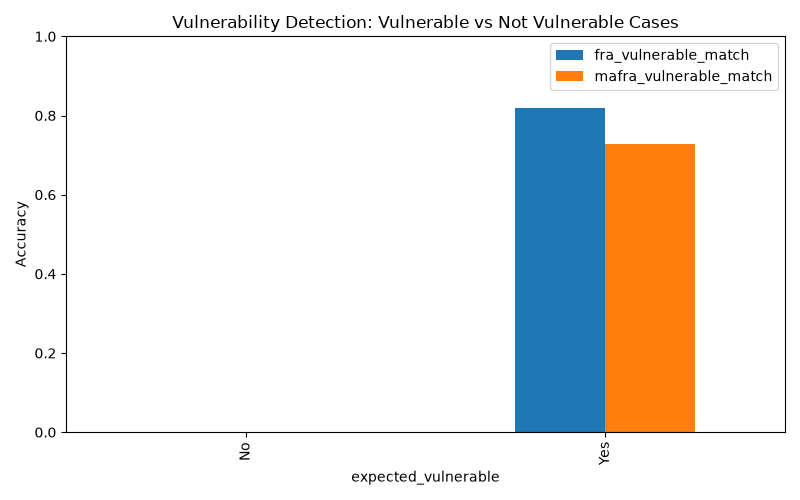 Vulnerability Detection: Vulnerable vs Not Vulnerable Cases
fra_vulnerable_match
mafra_vulnerable_match
Accuracy
1.0
0.8
0.6
0.4
0.2
0.0
No
Yes
expected_vulnerable